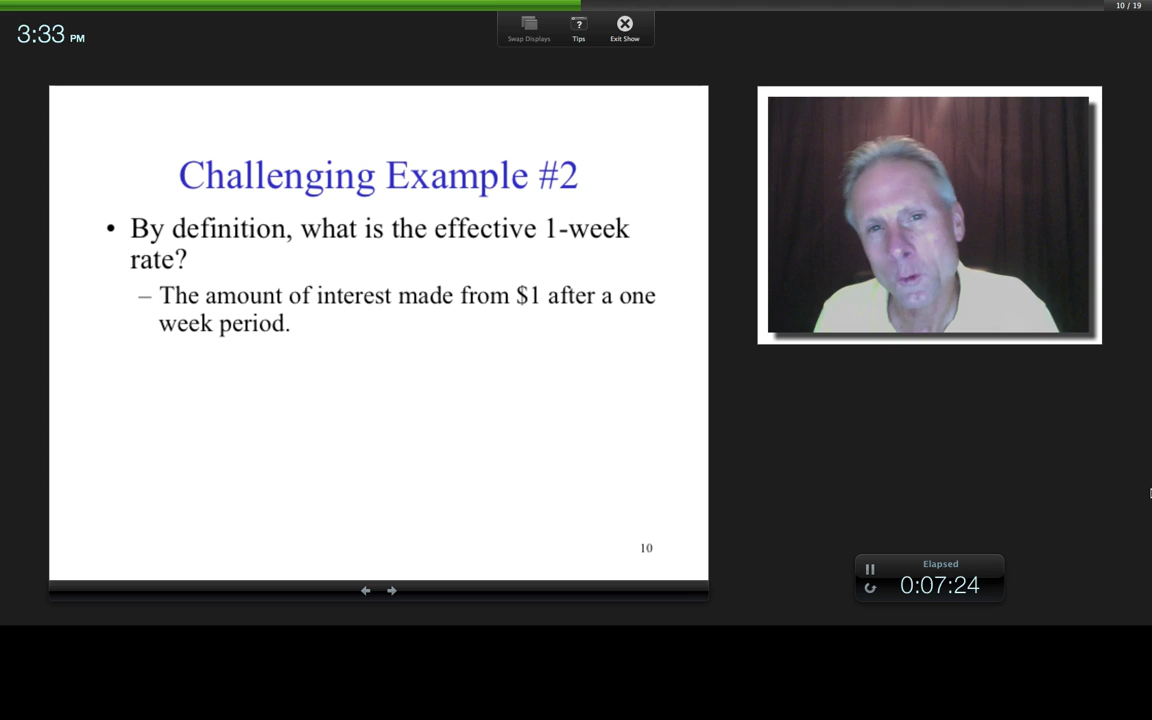 10 / 19
3:33 PM
Swap Displays
Tips
Exit Show
Challenging Example #2
• By definition, what is the effective 1-week
rate?
– The amount of interest made from $1 after a one
week period.
10
Elapsed
0:07:24